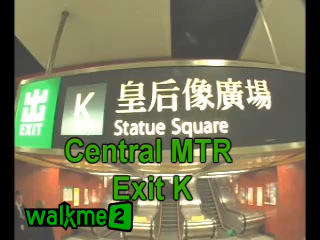 出
EXIT
K
皇后像廣場
Statue Square
Central MTR
Exit K
walkme2